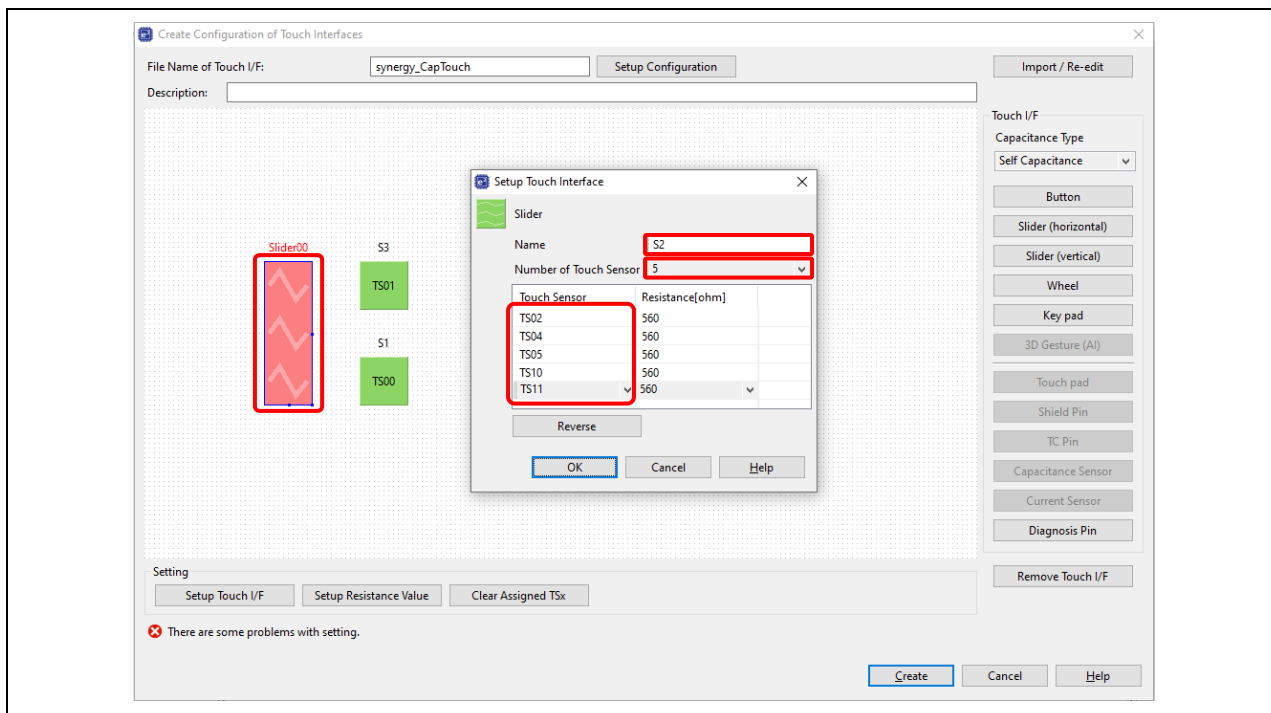 Create Configuration of Touch Interfaces
File Name of Touch I/F: synergy_CapTouch Setup Configuration Import / Re-edit
Description:
Touch I/F
Capacitance Type
Self Capacitance
Button
Slider (horizontal)
Slider (vertical)
Wheel
Key pad
3D Gesture (AI)
Touch pad
Shield Pin
TC Pin
Capacitance Sensor
Current Sensor
Diagnosis Pin
Remove Touch I/F
Slider00 S3
TS01
S1
TS00
Setup Touch Interface
Slider
Name S2
Number of Touch Sensor 5
Touch Sensor Resistance[ohm]
TS02 560
TS04 560
TS05 560
TS10 560
TS11 560
Reverse
OK Cancel Help
Setting
Setup Touch I/F Setup Resistance Value Clear Assigned TSx
There are some problems with setting.
Create Cancel Help